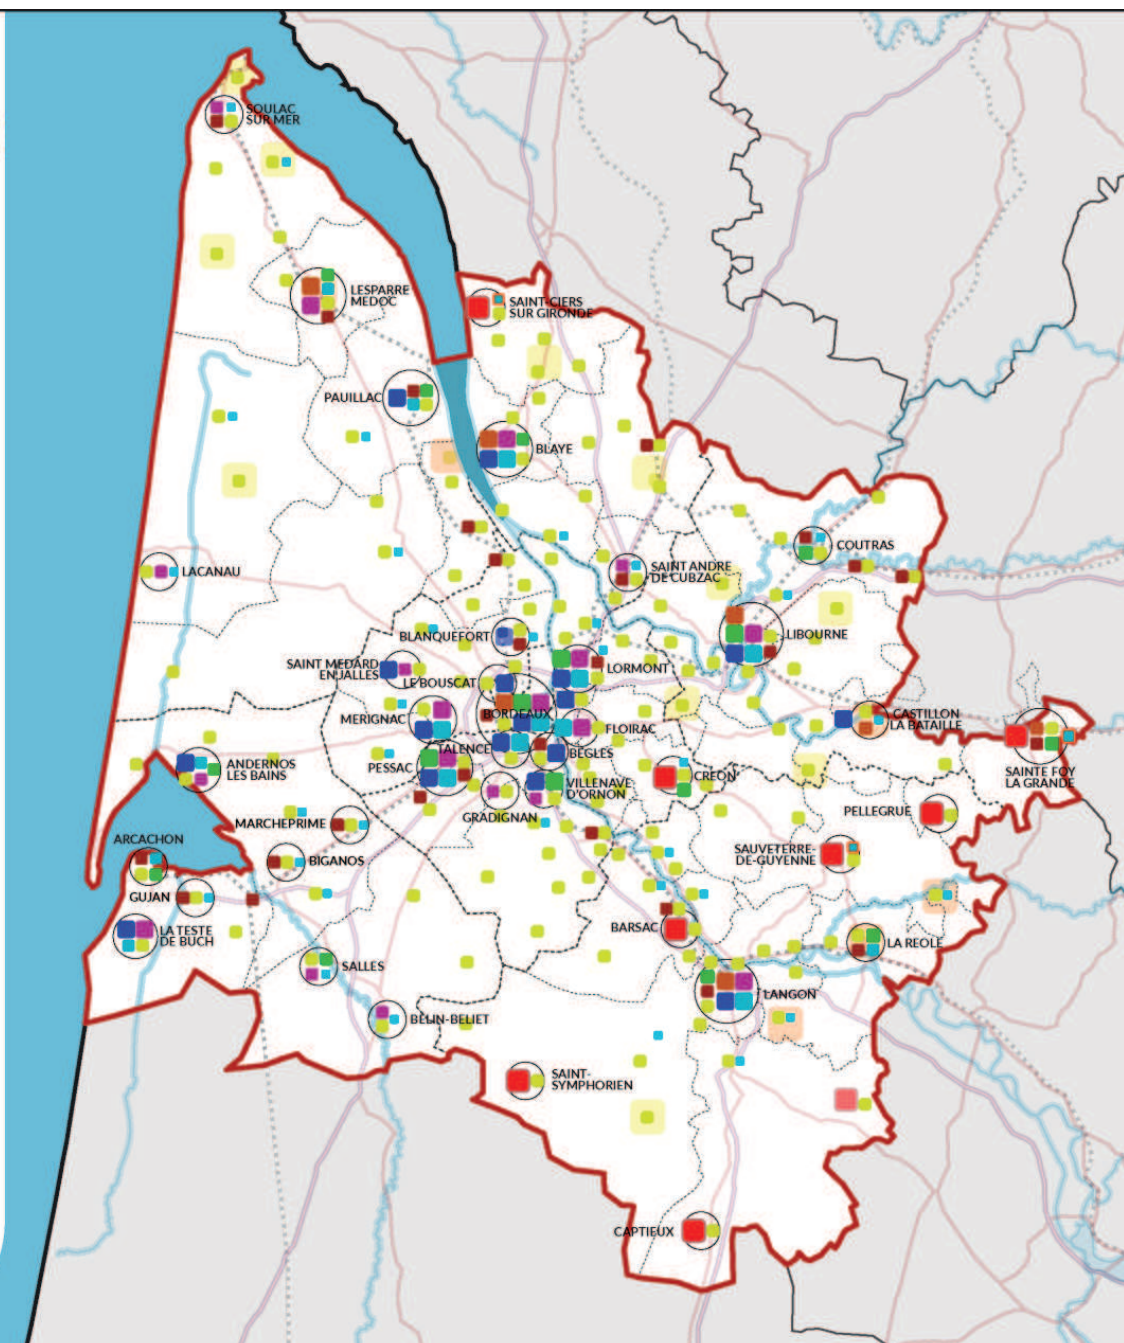 SOULAC
SUR MER
LESPARRE
MEDOC
SAINT-CIERS
SUR GIRONDE
PAUILLAC
BLAYE
COUTRAS
LACANAU
SAINT ANDRE
DE CUBZAC
BLANQUEFORT
LIBOURNE
SAINT MEDARD
EN JALLES
LORMONT
LE BOUSCAT
MERIGNAC
BORDEAUX
CASTILLON
LA BATAILLE
FLOIRAC
TALENCE
BEGLES
PESSAC
ANDERNOS
LES BAINS
CREON
SAINTE FOY
LA GRANDE
VILLENAVE
D'ORNON
GRADIGNAN
PELLEGRUE
MARCHEPRIME
ARCACHON
SAUVETERRE-
DE-GUYENNE
BIGANOS
GUJAN
LA TESTE
DE BUCH
BARSAC
LA REOLE
SALLES
LANGON
BELIN-BELIET
SAINT-
SYMPHORIEN
CAPTIEUX